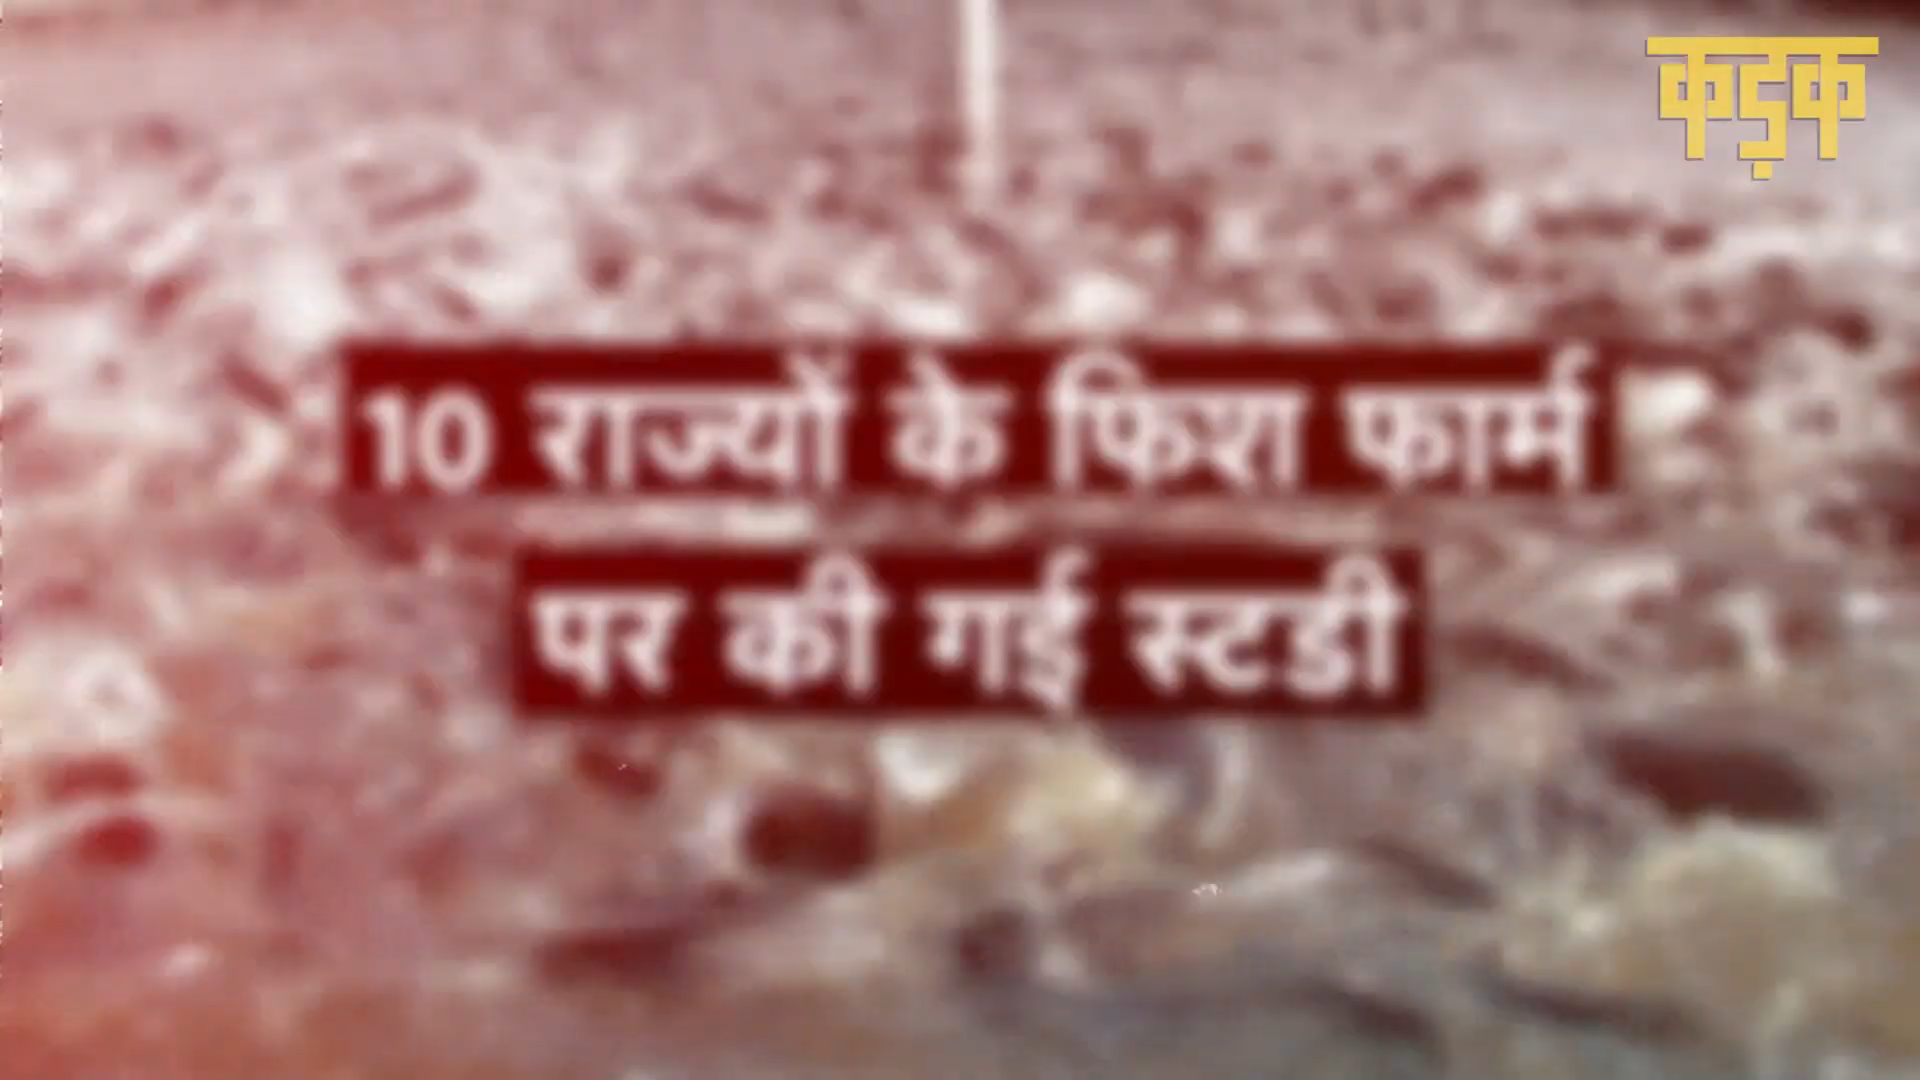 कड़क
10 राज्यों के फिश फार्म
पर की गई स्टडी